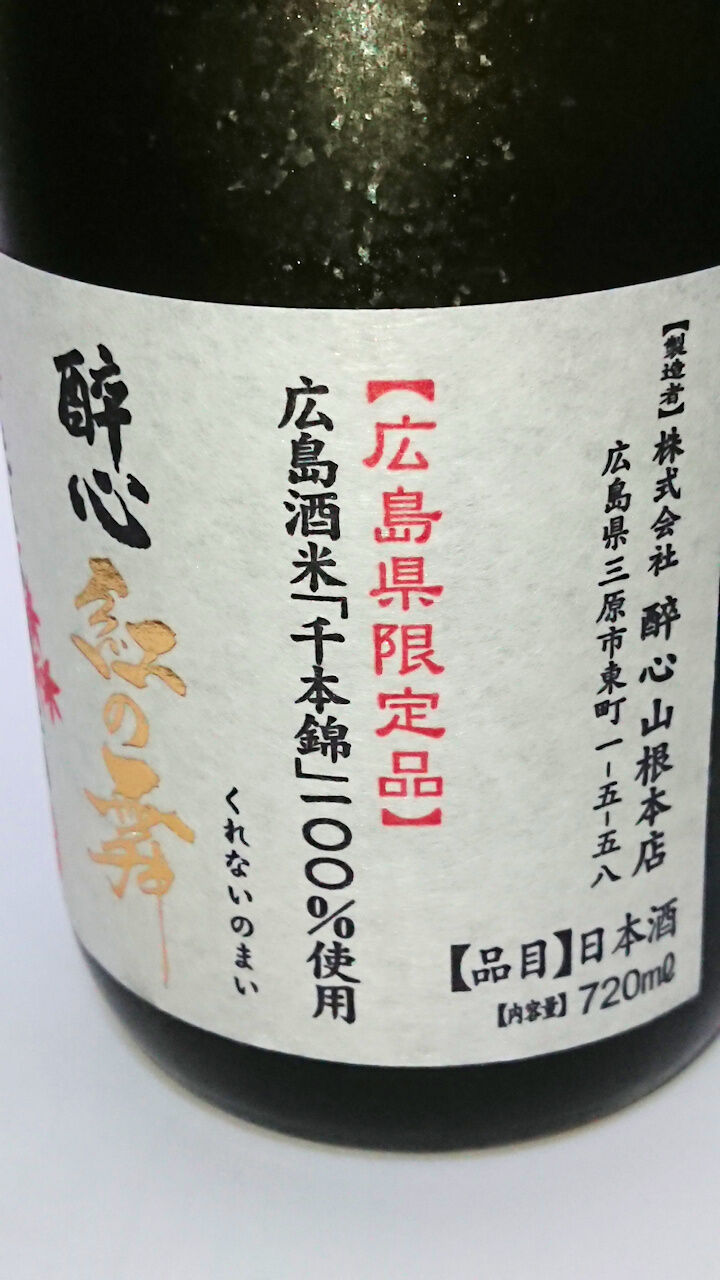 【製造者】株式会社 醉心山根本店
広島県三原市東町一-五-五八
【品目】日本酒
【内容量】720ml
【広島県限定品】
広島酒米「千本錦」一〇〇%使用
くれないのまい
醉心
紅の舞